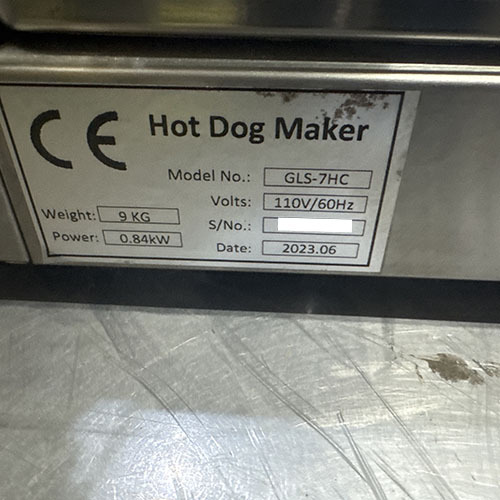 CE Hot Dog Maker
Model No.: GLS-7HC
Volts: 110V/60Hz
Weight: 9 KG S/No.:
Power: 0.84kW Date: 2023.06